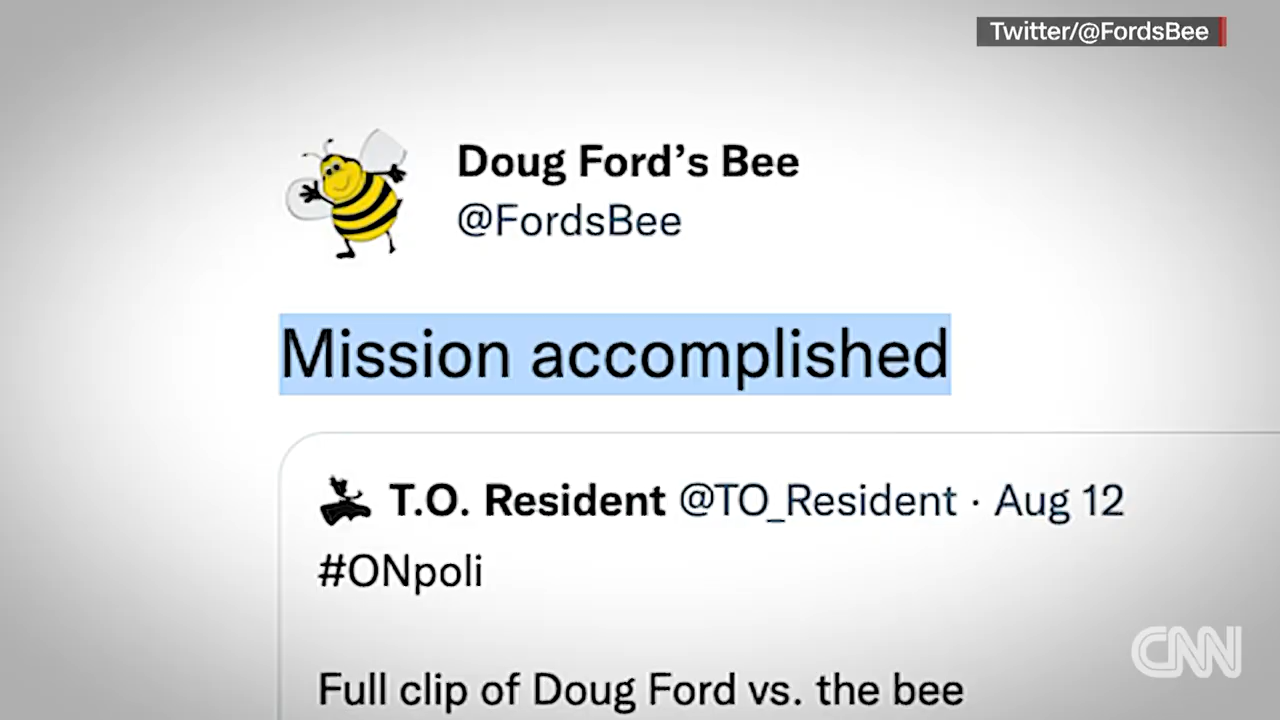 Twitter/@FordsBee
Doug Ford’s Bee
@FordsBee
Mission accomplished
T.O. Resident @TO_Resident · Aug 12
#ONpoli
Full clip of Doug Ford vs. the bee
CNN